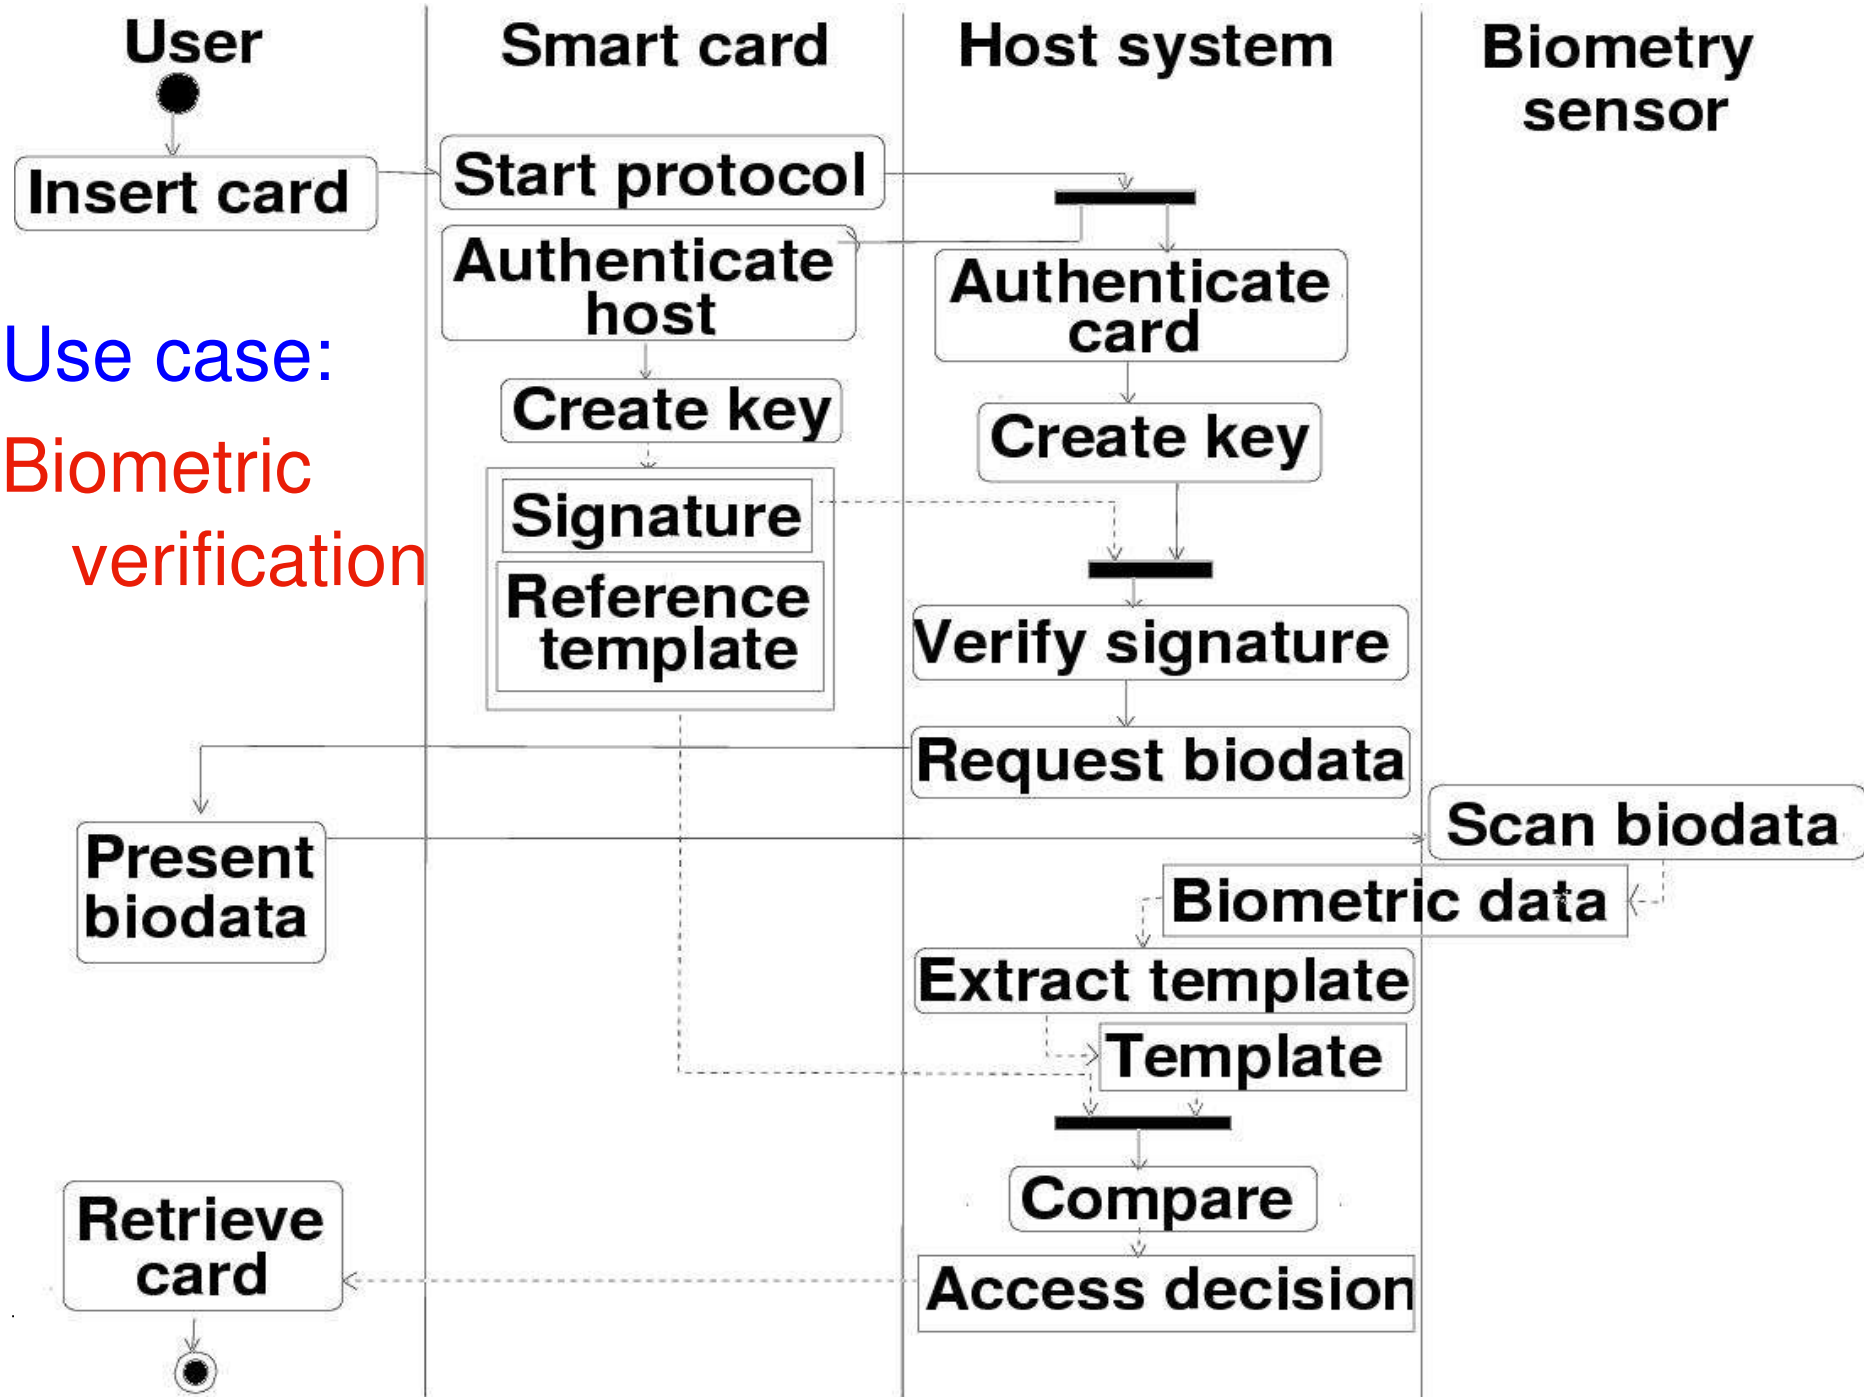 User
Smart card
Host system
Biometry
sensor
Insert card
Start protocol
Authenticate
host
Authenticate
card
Use case:
Biometric
verification
Create key
Create key
Signature
Reference
template
Verify signature
Request biodata
Present
biodata
Scan biodata
Biometric data
Extract template
Template
Compare
Retrieve
card
Access decision